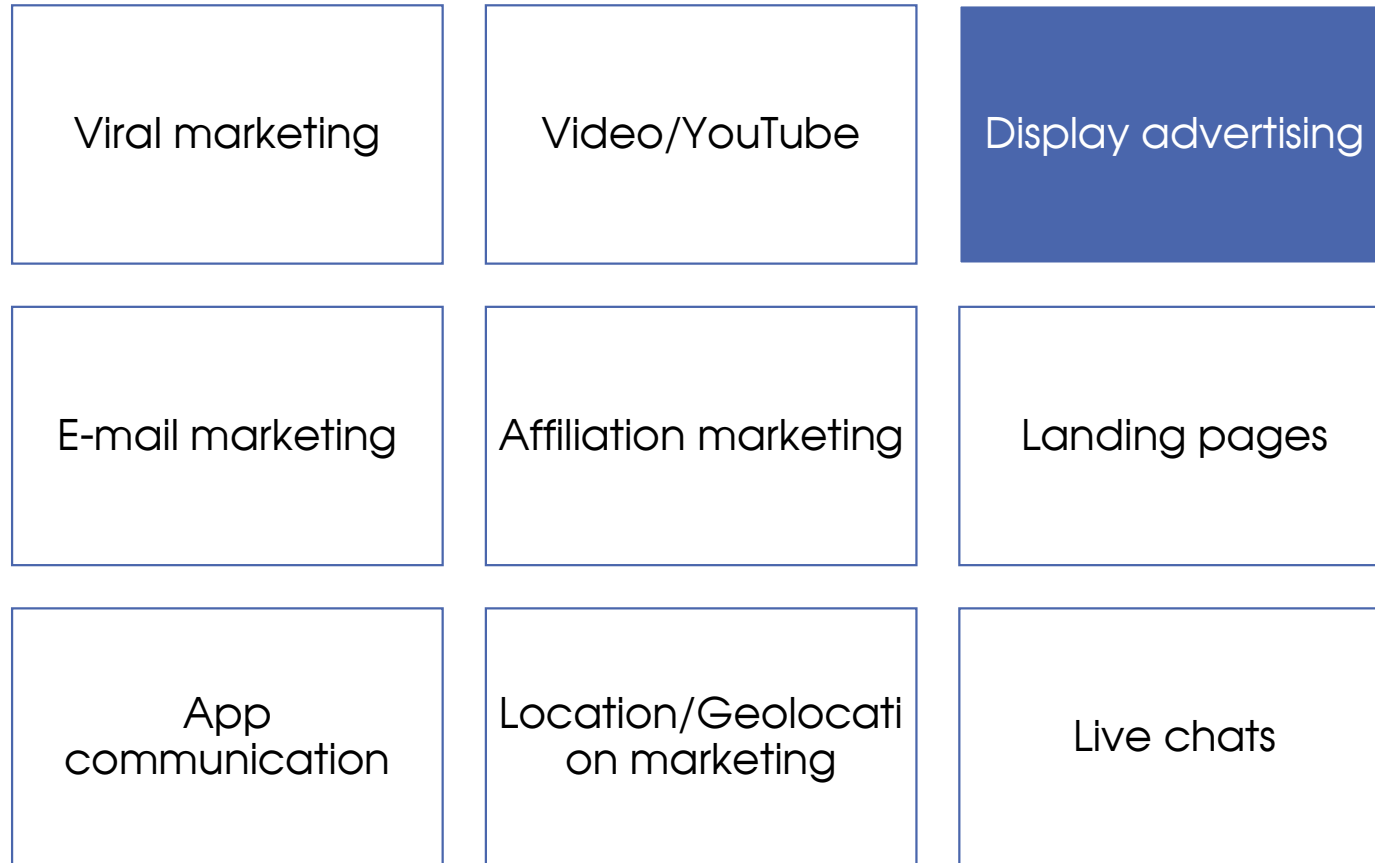 Viral marketing
Video/YouTube
Display advertising
E-mail marketing
Affiliation marketing
Landing pages
App
communication
Location/Geolocati
on marketing
Live chats